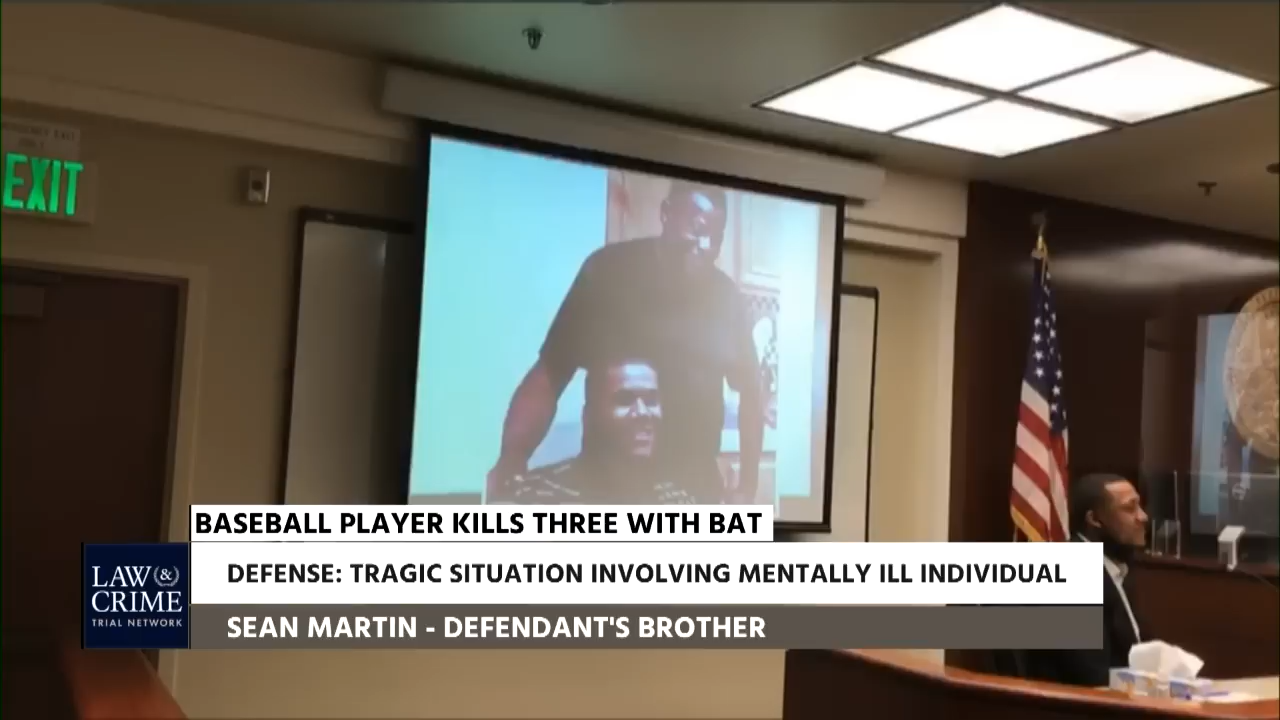 EXIT
BASEBALL PLAYER KILLS THREE WITH BAT
DEFENSE: TRAGIC SITUATION INVOLVING MENTALLY ILL INDIVIDUAL
SEAN MARTIN - DEFENDANT'S BROTHER
LAW &
CRIME
TRIAL NETWORK